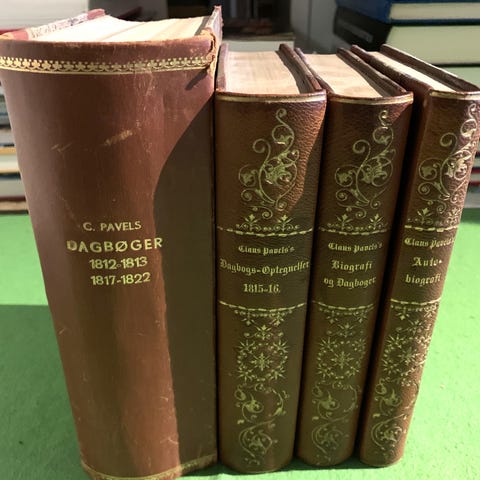 C. PAVELS
DAGBØGER
1812-1813
1817-1822
Claus Pavels's
Dagbogs-Optegnelser
1815-16.
Claus Pavels's
Biografi
og Dagbøger
Claus Pavels's
Auto-
biografi